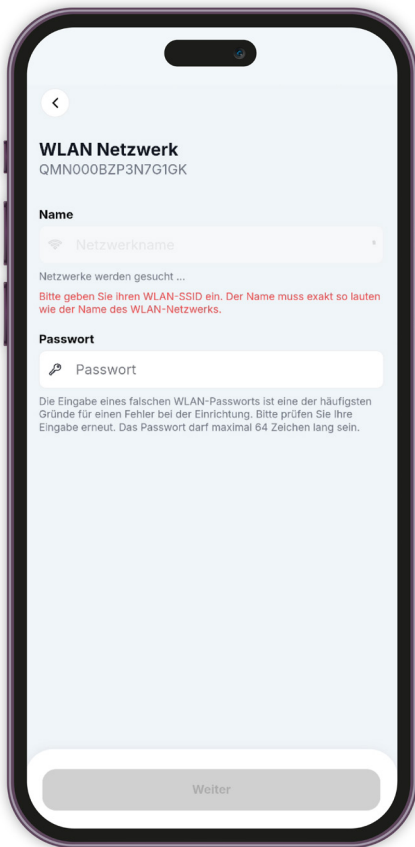 WLAN Netzwerk
QMN000BZP3N7G1GK
Name
Netzwerkname
Netzwerke werden gesucht ...
Bitte geben Sie ihren WLAN-SSID ein. Der Name muss exakt so lauten
wie der Name des WLAN-Netzwerks.
Passwort
Passwort
Die Eingabe eines falschen WLAN-Passworts ist eine der häufigsten
Gründe für einen Fehler bei der Einrichtung. Bitte prüfen Sie Ihre
Eingabe erneut. Das Passwort darf maximal 64 Zeichen lang sein.
Weiter